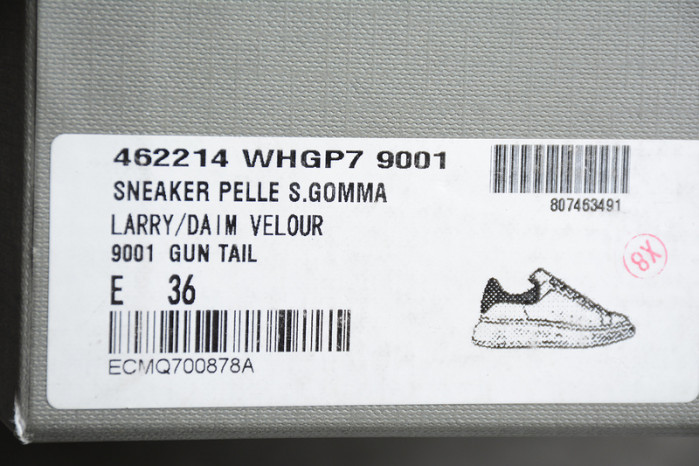 462214 WHGP7 9001
807463491
SNEAKER PELLE S.GOMMA
LARRY/DAIM VELOUR
9001 GUN TAIL
E 36
ECMQ700878A
8X